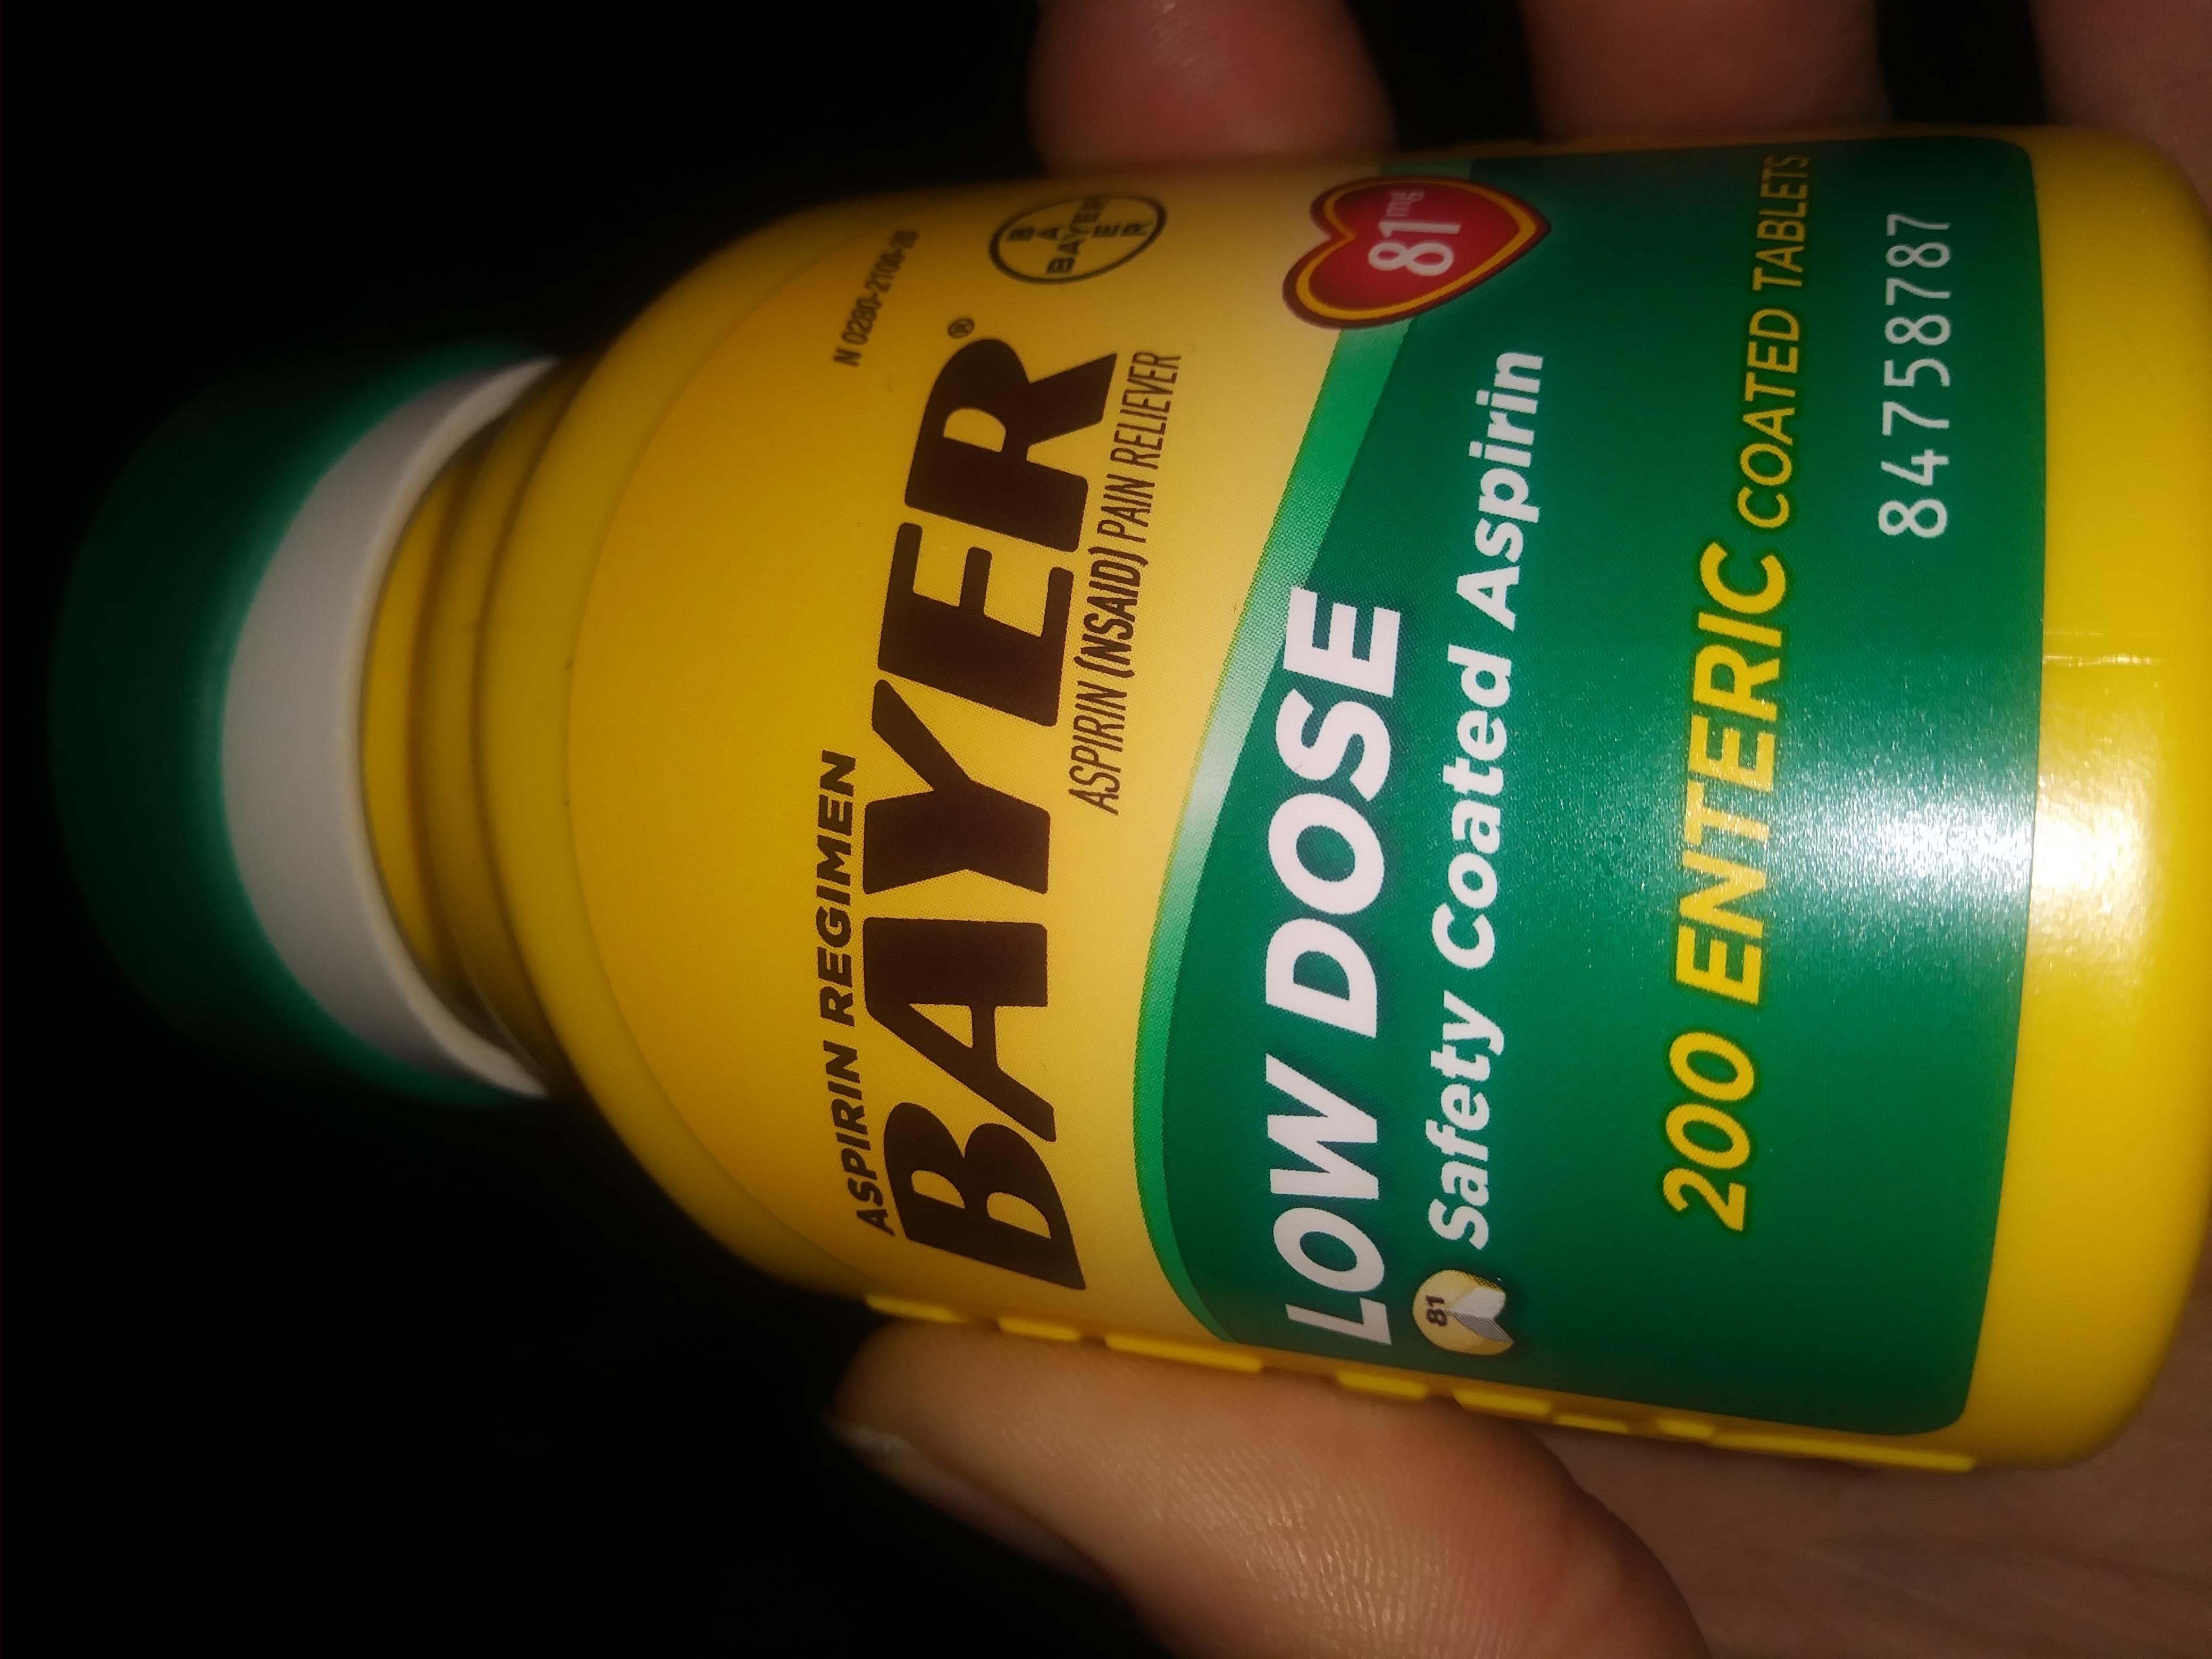 N 0280-2100-20
ASPIRIN REGIMEN
BAYER®
BAYER
BAYER
ASPIRIN (NSAID) PAIN RELIEVER
81mg
LOW DOSE
81
Safety Coated Aspirin
200 ENTERIC COATED TABLETS
84758787